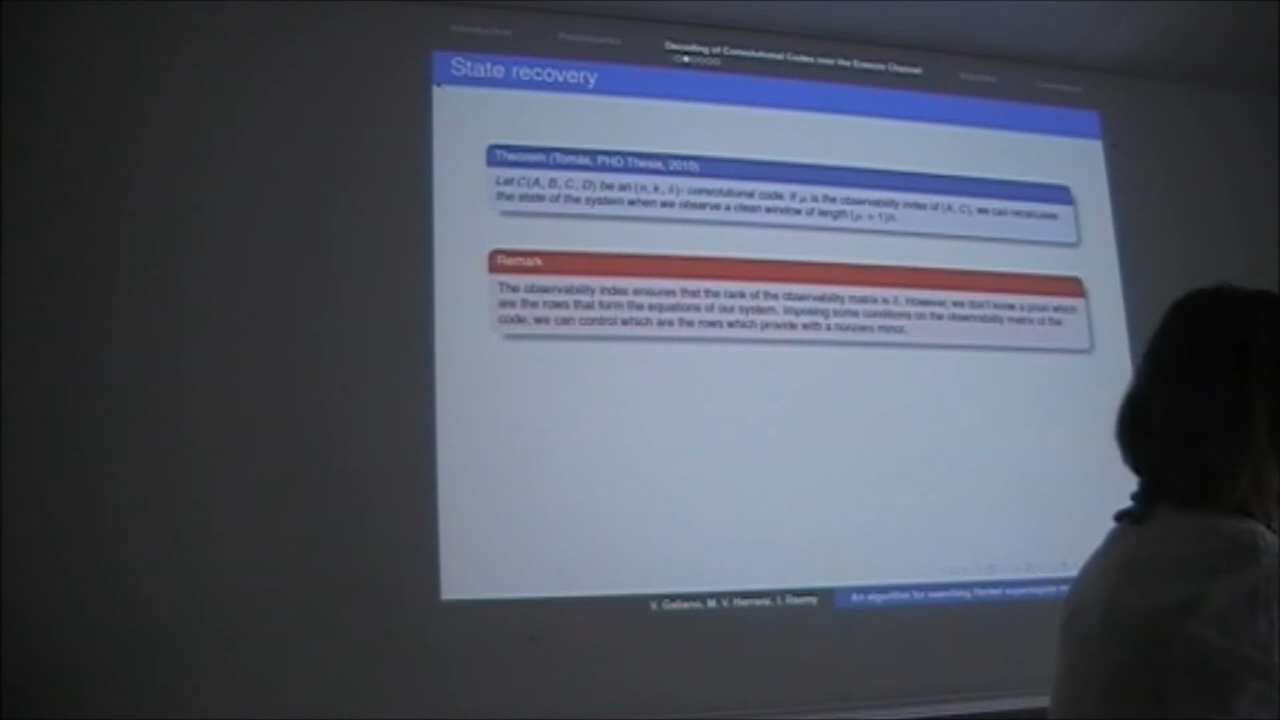 Decoding of Convolutional Codes over the Erasure Channel
State recovery
Theorem (Tomás, PHD Thesis, 2010)
Let C(A, B, C, D) be an (n, k, δ)- convolutional code. If μ is the observability index of (A, C), we can recalculate
the state of the system when we observe a clean window of length (μ + 1)n.
Remark
The observability index ensures that the rank of the observability matrix is δ. However, we don't know a priori which
are the rows that form the equations of our system. Imposing some conditions on the observability matrix of the
code, we can control which are the rows which provide with a nonzero minor.
V. Galiano, M. V. Herranz,
An algorithm for searching Hankel superregular